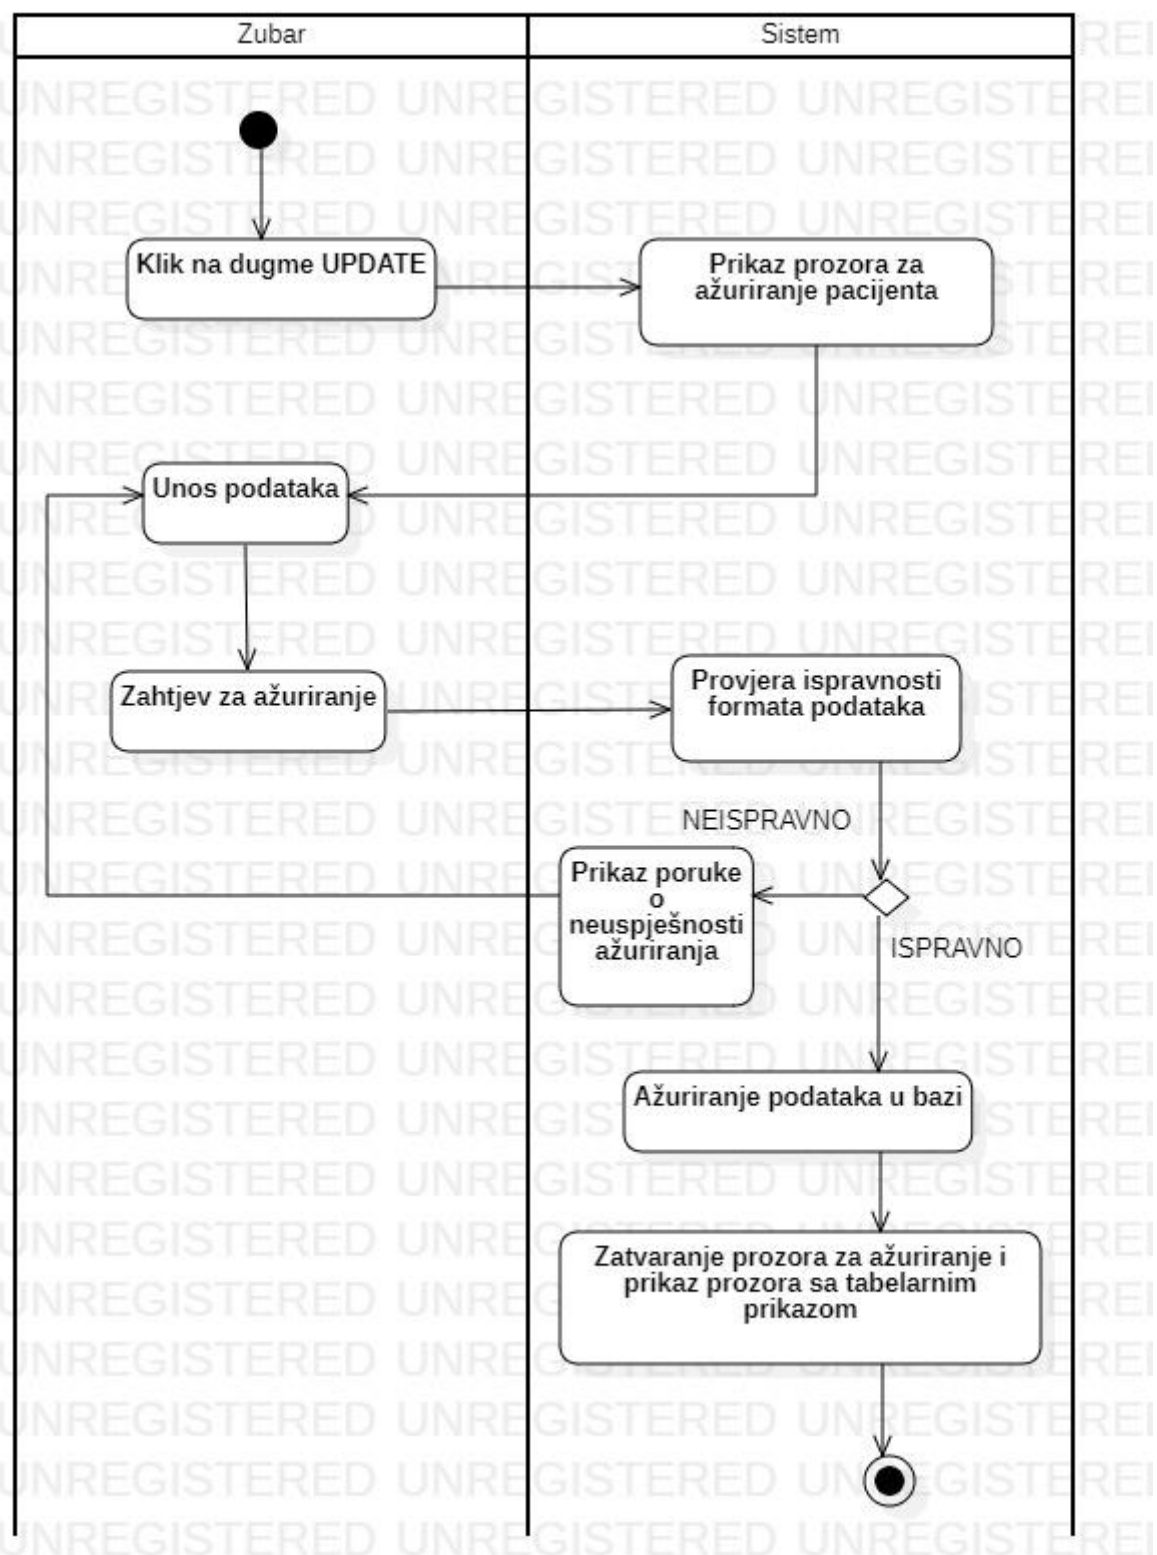 Zubar
Sistem
Klik na dugme UPDATE
Prikaz prozora za
ažuriranje pacijenta
Unos podataka
Zahtjev za ažuriranje
Provjera ispravnosti
formata podataka
NEISPRAVNO
Prikaz poruke
o
neuspješnosti
ažuriranja
ISPRAVNO
Ažuriranje podataka u bazi
Zatvaranje prozora za ažuriranje i
prikaz prozora sa tabelarnim
prikazom
UNREGISTERED